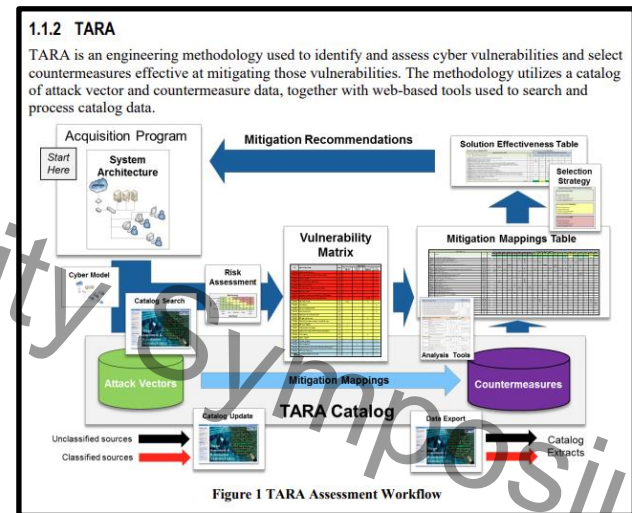 1.1.2 TARA
TARA is an engineering methodology used to identify and assess cyber vulnerabilities and select
countermeasures effective at mitigating those vulnerabilities. The methodology utilizes a catalog
of attack vector and countermeasure data, together with web-based tools used to search and
process catalog data.
Acquisition Program
Mitigation Recommendations
Solution Effectiveness Table
Start
Here
System
Architecture
Selection
Strategy
Vulnerability
Matrix
Mitigation Mappings Table
Cyber Model
Risk
Assessment
Catalog Search
Analysis Tools
Attack Vectors
Mitigation Mappings
Countermeasures
TARA Catalog
Catalog Update
Data Export
Unclassified sources
Classified sources
Catalog
Extracts
Figure 1 TARA Assessment Workflow
ity Symposi